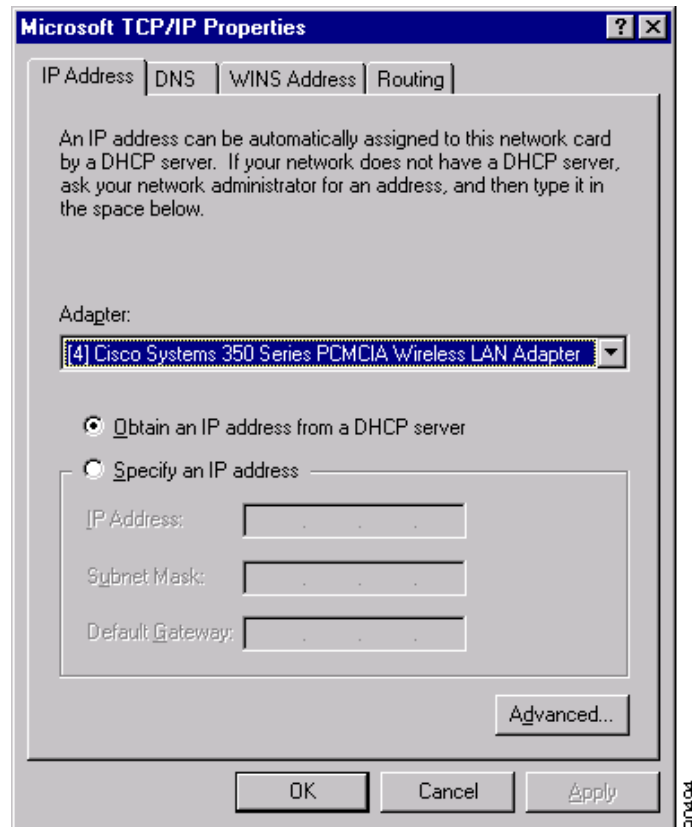 Microsoft TCP/IP Properties
IP Address DNS WINS Address Routing
An IP address can be automatically assigned to this network card
by a DHCP server. If your network does not have a DHCP server,
ask your network administrator for an address, and then type it in
the space below.
Adapter:
[4] Cisco Systems 350 Series PCMCIA Wireless LAN Adapter
Obtain an IP address from a DHCP server
Specify an IP address
IP Address:
Subnet Mask:
Default Gateway:
Advanced...
OK Cancel Apply